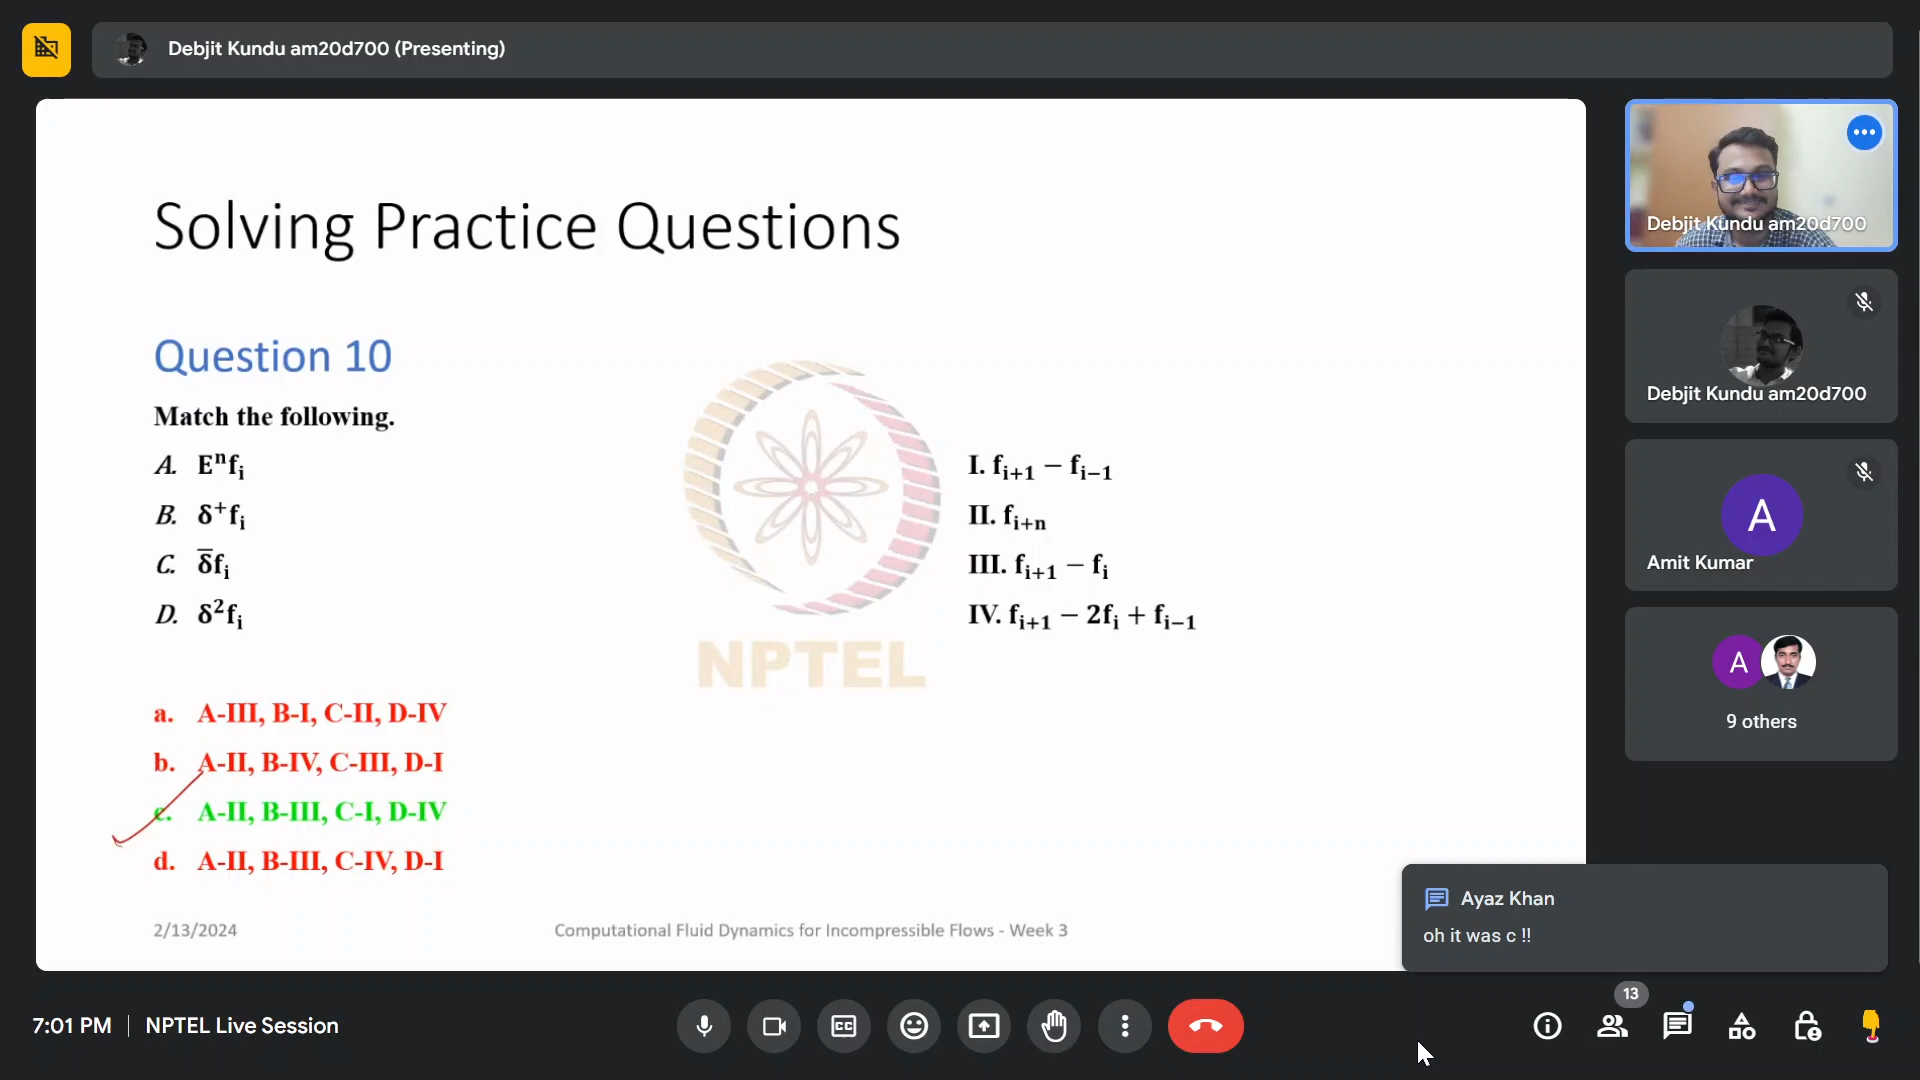 Debjit Kundu am20d700 (Presenting)
Solving Practice Questions
Question 10
Match the following.
A. Eⁿfᵢ
I. fᵢ₊₁ − fᵢ₋₁
B. δ⁺fᵢ
II. fᵢ₊ₙ
C. δ̅fᵢ
III. fᵢ₊₁ − fᵢ
D. δ²fᵢ
IV. fᵢ₊₁ − 2fᵢ + fᵢ₋₁
NPTEL
a. A-III, B-I, C-II, D-IV
b. A-II, B-IV, C-III, D-I
c. A-II, B-III, C-I, D-IV
d. A-II, B-III, C-IV, D-I
2/13/2024
Computational Fluid Dynamics for Incompressible Flows - Week 3
Debjit Kundu am20d700
Debjit Kundu am20d700
A
Amit Kumar
A
9 others
Ayaz Khan
oh it was c !!
7:01 PM | NPTEL Live Session
CC
13